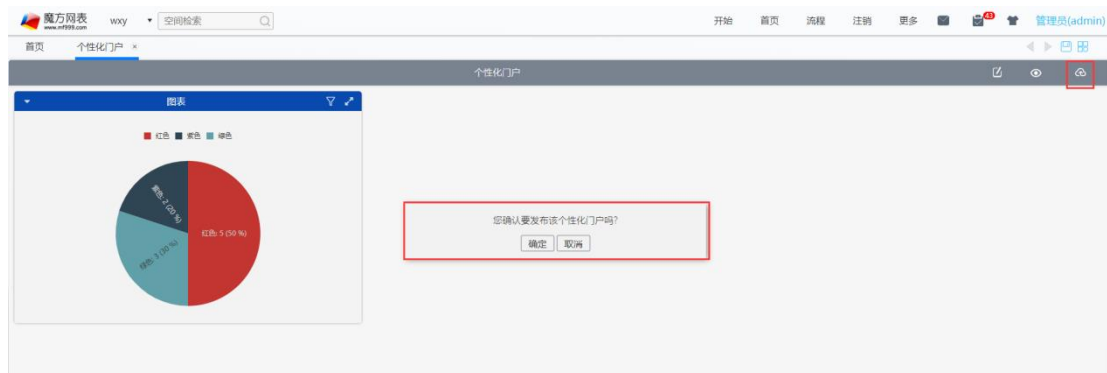 魔方网表 wxy 空间检索 开始 首页 流程 注销 更多 43 管理员(admin)
www.mf999.com
首页 个性化门户 ×
个性化门户
图表
红色 紫色 绿色
紫色: 2 (20 %)
红色: 5 (50 %)
绿色: 3 (30 %)
您确认要发布该个性化门户吗?
确定 取消